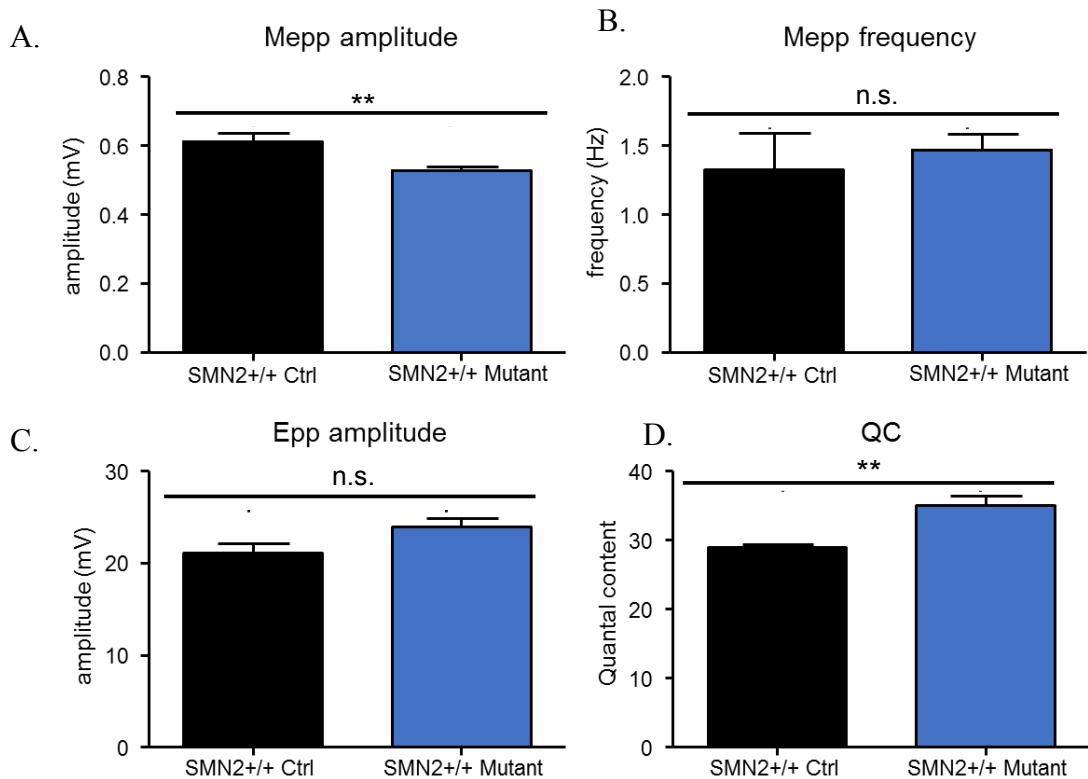 A.
Mepp amplitude
**
amplitude (mV)
0.8
0.6
0.4
0.2
0.0
SMN2+/+ Ctrl
SMN2+/+ Mutant
B.
Mepp frequency
n.s.
frequency (Hz)
2.0
1.5
1.0
0.5
0.0
SMN2+/+ Ctrl
SMN2+/+ Mutant
C.
Epp amplitude
n.s.
amplitude (mV)
30
20
10
0
SMN2+/+ Ctrl
SMN2+/+ Mutant
D.
QC
**
Quantal content
40
30
20
10
0
SMN2+/+ Ctrl
SMN2+/+ Mutant